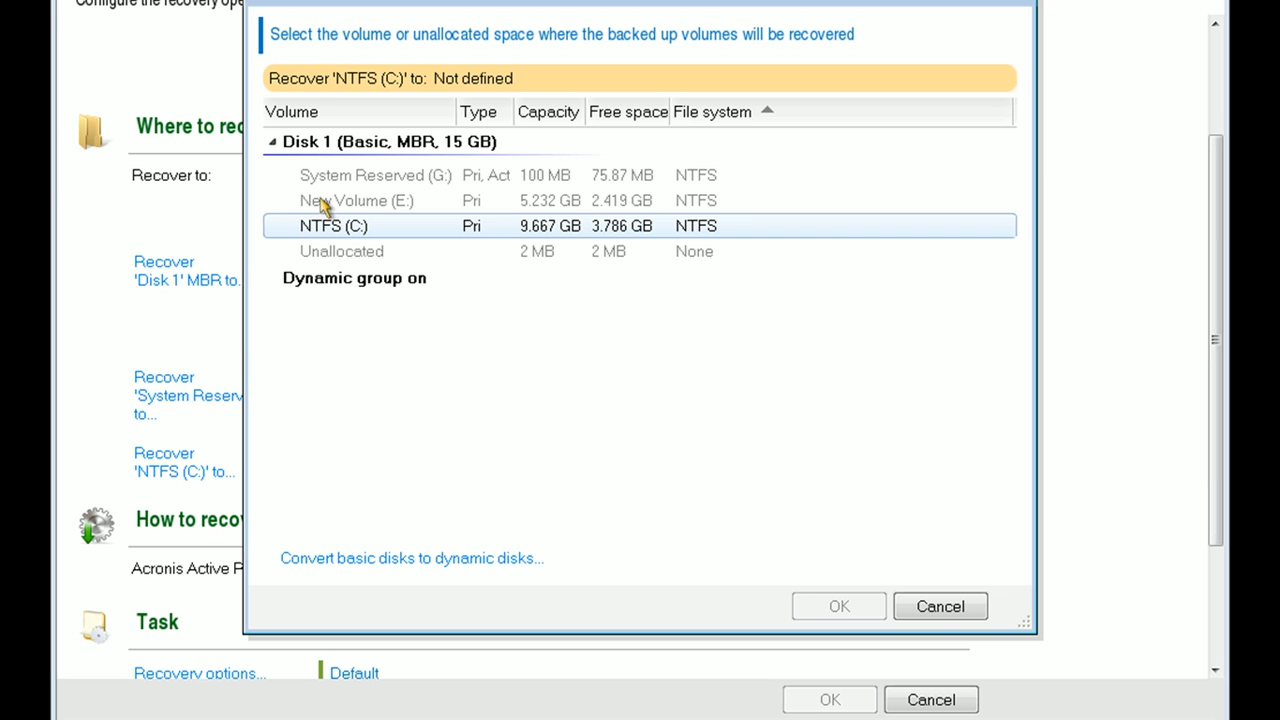 Configure the recovery ope
Select the volume or unallocated space where the backed up volumes will be recovered
Recover 'NTFS (C:)' to: Not defined
Volume Type Capacity Free space File system
Where to rec
Disk 1 (Basic, MBR, 15 GB)
Recover to:
System Reserved (G:) Pri, Act 100 MB 75.87 MB NTFS
New Volume (E:) Pri 5.232 GB 2.419 GB NTFS
NTFS (C:) Pri 9.667 GB 3.786 GB NTFS
Unallocated 2 MB 2 MB None
Dynamic group on
Recover
'Disk 1' MBR to.
Recover
'System Reserv
to...
Recover
'NTFS (C:)' to...
How to reco
Convert basic disks to dynamic disks...
Acronis Active P
OK Cancel
Task
Recovery options... Default
OK Cancel